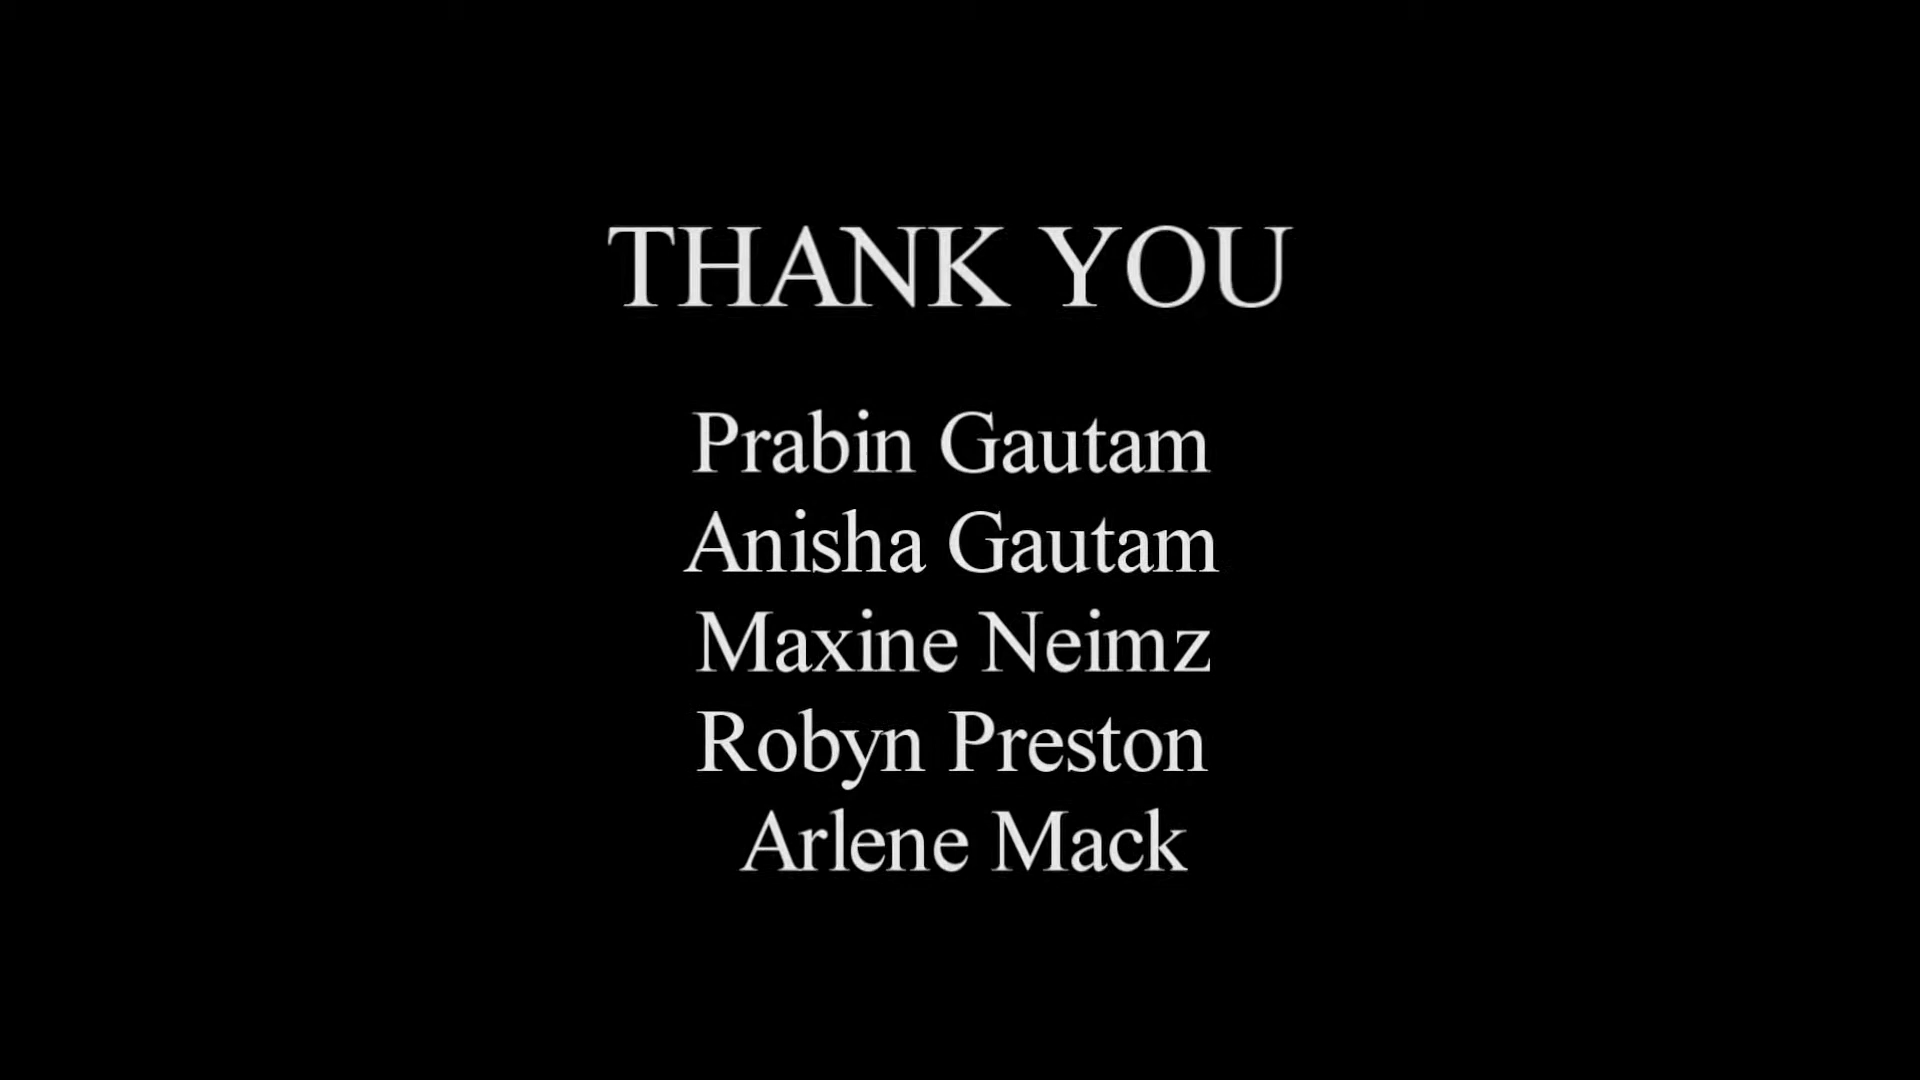 THANK YOU
Prabin Gautam
Anisha Gautam
Maxine Neimz
Robyn Preston
Arlene Mack